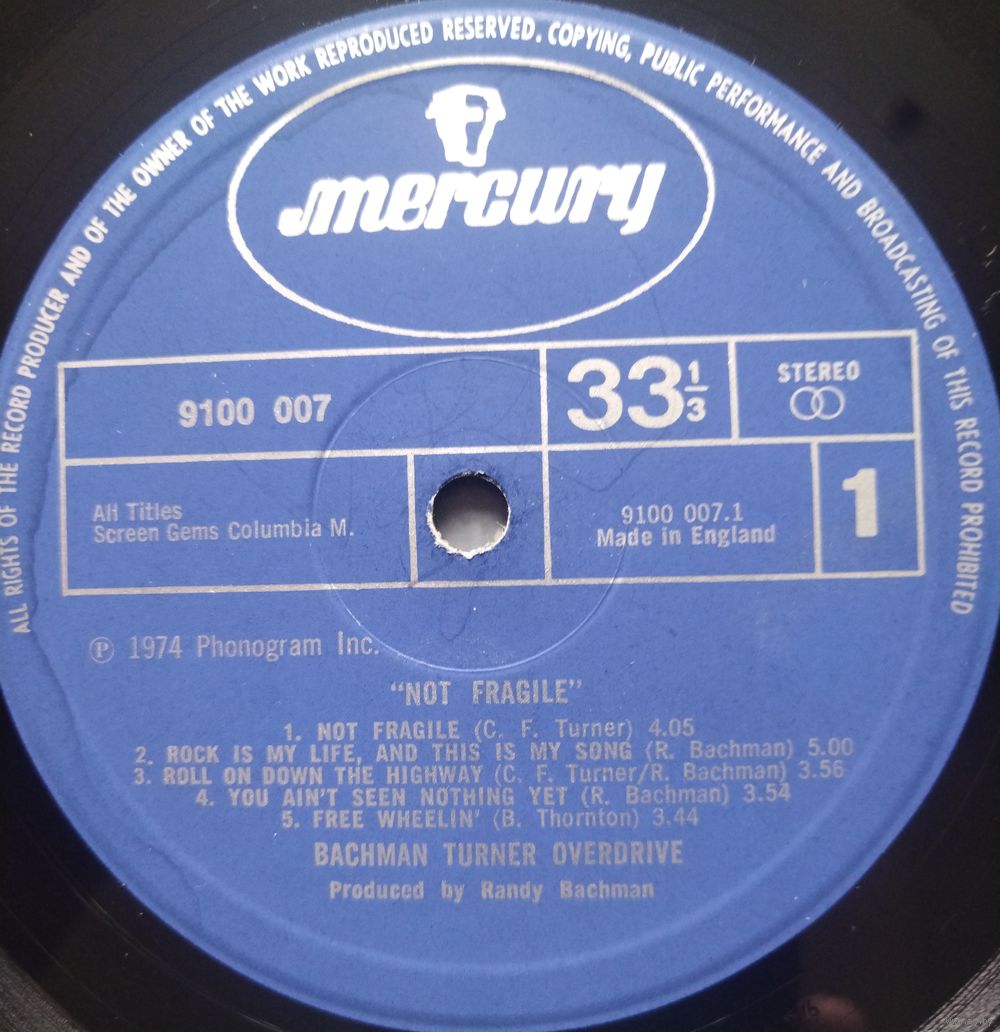 ALL RIGHTS OF THE RECORD PRODUCER AND OF THE OWNER OF THE WORK REPRODUCED RESERVED. COPYING, PUBLIC PERFORMANCE AND BROADCASTING OF THIS RECORD PROHIBITED
mercury
9100 007
33 1/3
STEREO
All Titles
Screen Gems Columbia M.
9100 007.1
Made in England
1
℗ 1974 Phonogram Inc.
“NOT FRAGILE”
1. NOT FRAGILE (C. F. Turner) 4.05
2. ROCK IS MY LIFE, AND THIS IS MY SONG (R. Bachman) 5.00
3. ROLL ON DOWN THE HIGHWAY (C. F. Turner/R. Bachman) 3.56
4. YOU AIN'T SEEN NOTHING YET (R. Bachman) 3.54
5. FREE WHEELIN' (B. Thornton) 3.44
BACHMAN TURNER OVERDRIVE
Produced by Randy Bachman